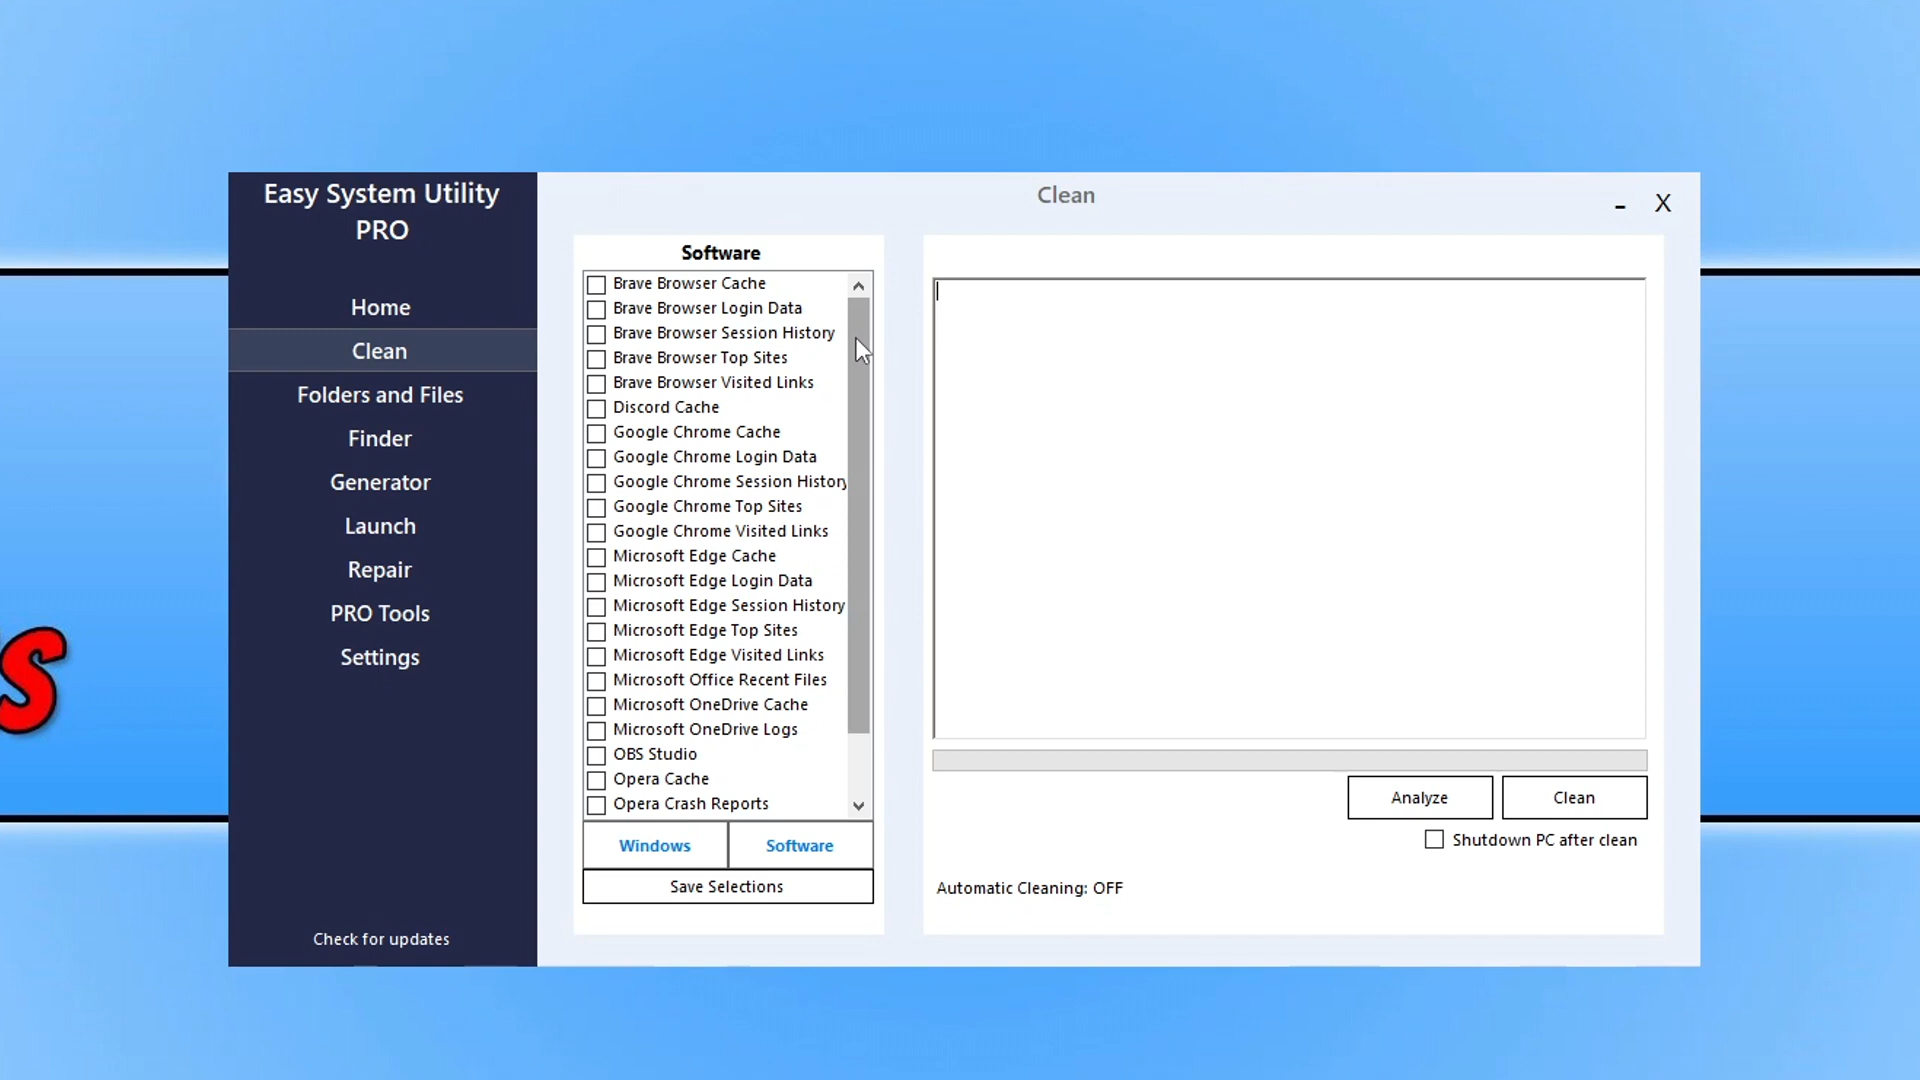 Easy System Utility
PRO
Home
Clean
Folders and Files
Finder
Generator
Launch
Repair
PRO Tools
Settings
Check for updates
Clean
- X
Software
Brave Browser Cache
Brave Browser Login Data
Brave Browser Session History
Brave Browser Top Sites
Brave Browser Visited Links
Discord Cache
Google Chrome Cache
Google Chrome Login Data
Google Chrome Session History
Google Chrome Top Sites
Google Chrome Visited Links
Microsoft Edge Cache
Microsoft Edge Login Data
Microsoft Edge Session History
Microsoft Edge Top Sites
Microsoft Edge Visited Links
Microsoft Office Recent Files
Microsoft OneDrive Cache
Microsoft OneDrive Logs
OBS Studio
Opera Cache
Opera Crash Reports
Windows Software
Save Selections
Analyze Clean
Shutdown PC after clean
Automatic Cleaning: OFF
s